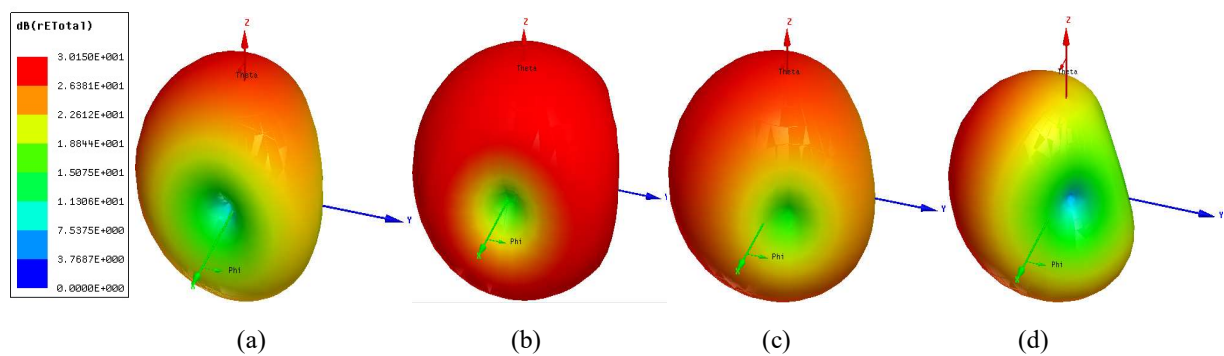 dB(rETotal)
3.0150E+001
2.6381E+001
2.2612E+001
1.8844E+001
1.5075E+001
1.1306E+001
7.5375E+000
3.7687E+000
0.0000E+000
Z
Theta
Y
Phi
X
Z
Theta
Y
Phi
X
Z
Theta
Y
Phi
X
Z
Theta
Y
Phi
X
(a)
(b)
(c)
(d)